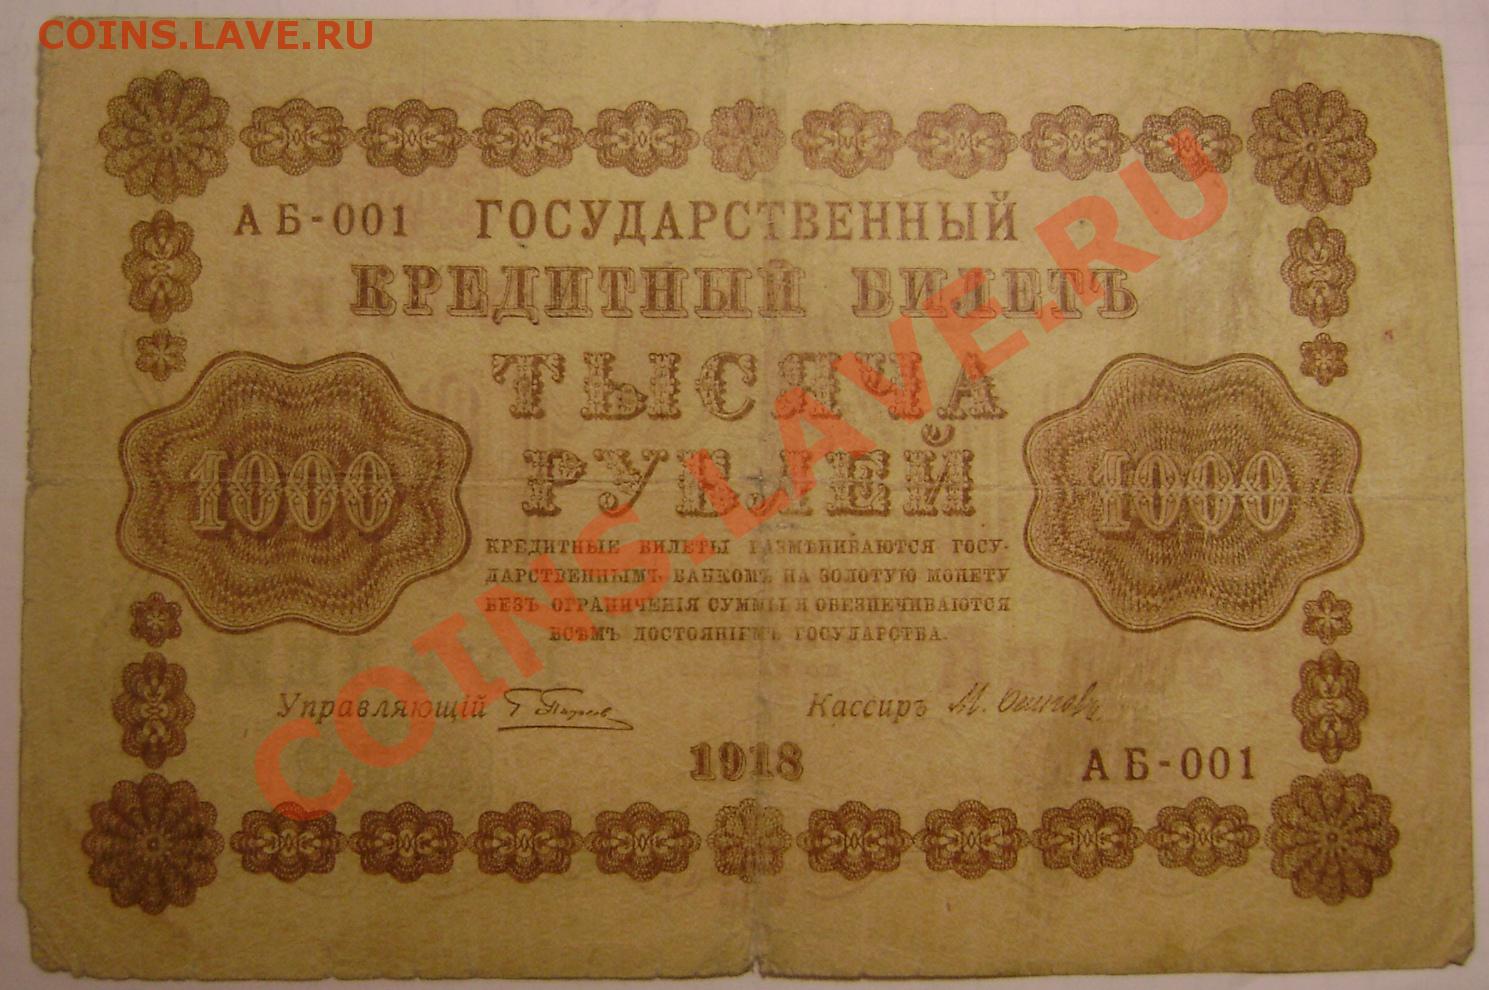 COINS.LAVE.RU
АБ-001 ГОСУДАРСТВЕННЫЙ
КРЕДИТНЫЙ БИЛЕТЪ
ТЫСЯЧА
РУБЛЕЙ
1000 1000
КРЕДИТНЫЕ БИЛЕТЫ РАЗМѢНИВАЮТСЯ ГОСУ-
ДАРСТВЕННЫМЪ БАНКОМЪ НА ЗОЛОТУЮ МОНЕТУ
БЕЗЪ ОГРАНИЧЕНІЯ СУММЫ И ОБЕЗПЕЧИВАЮТСЯ
ВСѢМЪ ДОСТОЯНІЕМЪ ГОСУДАРСТВА.
Управляющій Кассиръ М. Осипов
1918
АБ-001
COINS.LAVE.RU